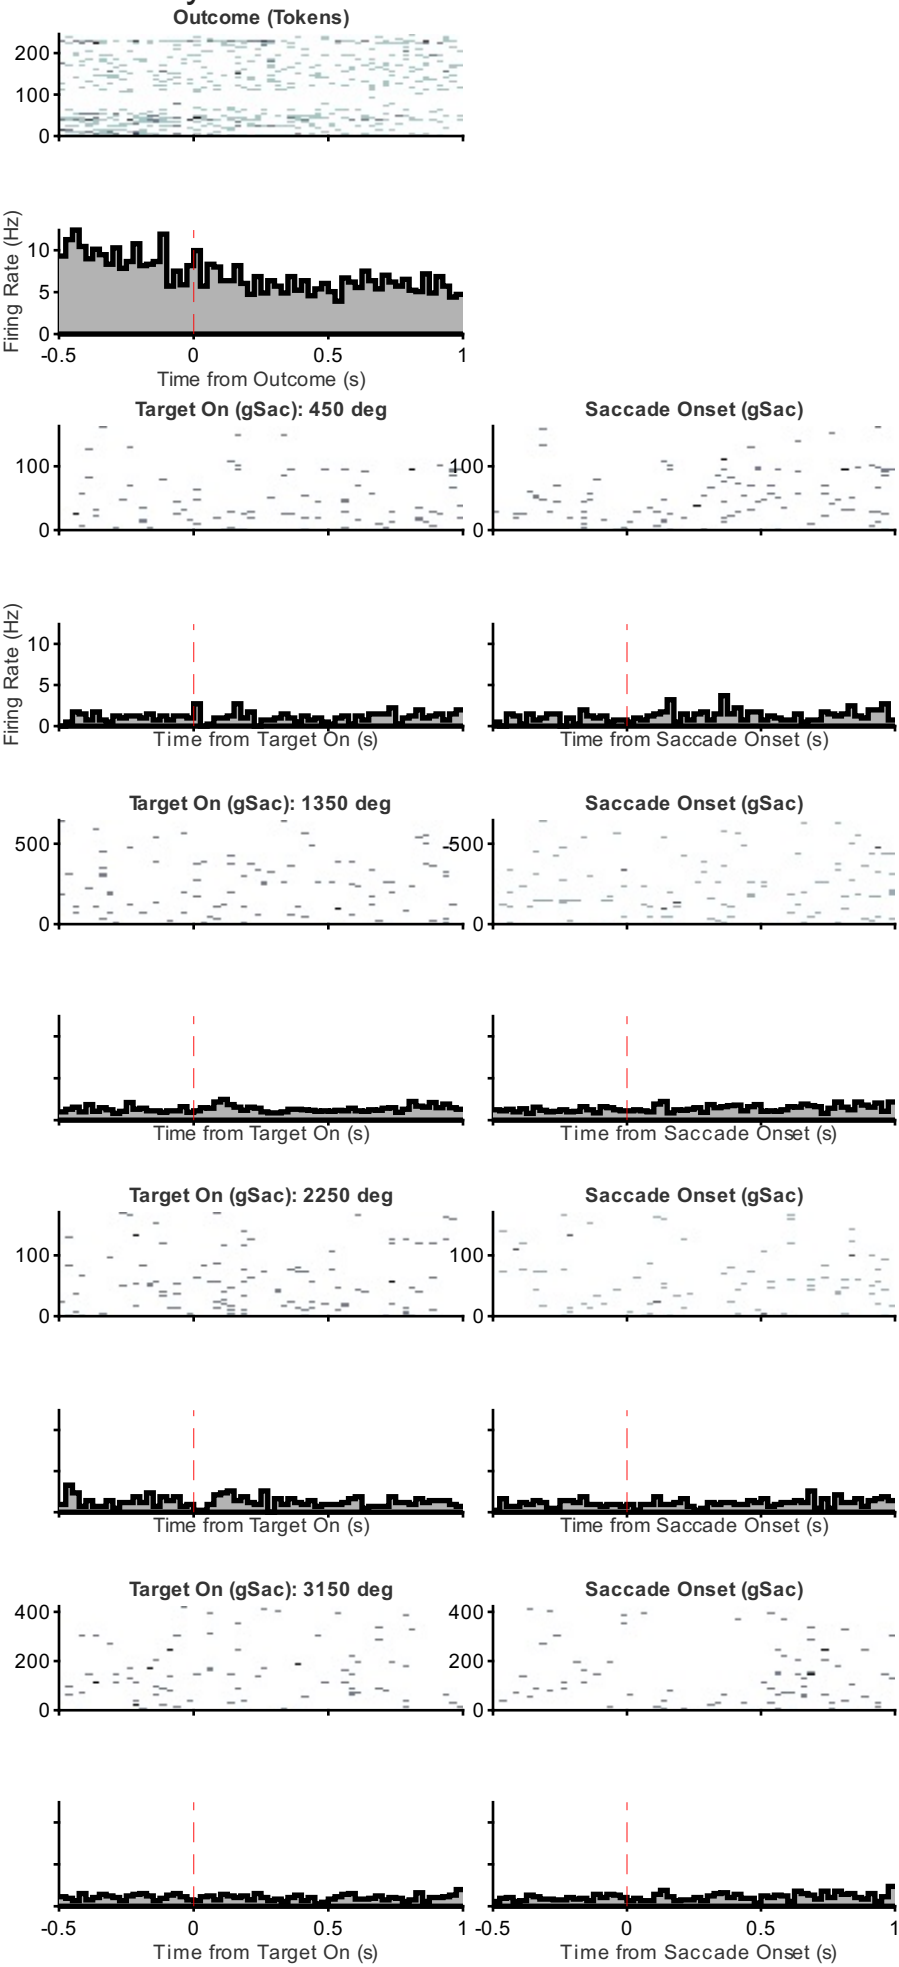 Outcome (Tokens)
200
100
0
Firing Rate (Hz)
10
5
0
-0.5 0 0.5 1
Time from Outcome (s)
Target On (gSac): 450 deg Saccade Onset (gSac)
100 100
0 0
Firing Rate (Hz)
10
5
0
Time from Target On (s) Time from Saccade Onset (s)
Target On (gSac): 1350 deg Saccade Onset (gSac)
500 500
0 0
Time from Target On (s) Time from Saccade Onset (s)
Target On (gSac): 2250 deg Saccade Onset (gSac)
100 100
0 0
Time from Target On (s) Time from Saccade Onset (s)
Target On (gSac): 3150 deg Saccade Onset (gSac)
400 400
200 200
0 0
-0.5 0 0.5 1 -0.5 0 0.5 1
Time from Target On (s) Time from Saccade Onset (s)